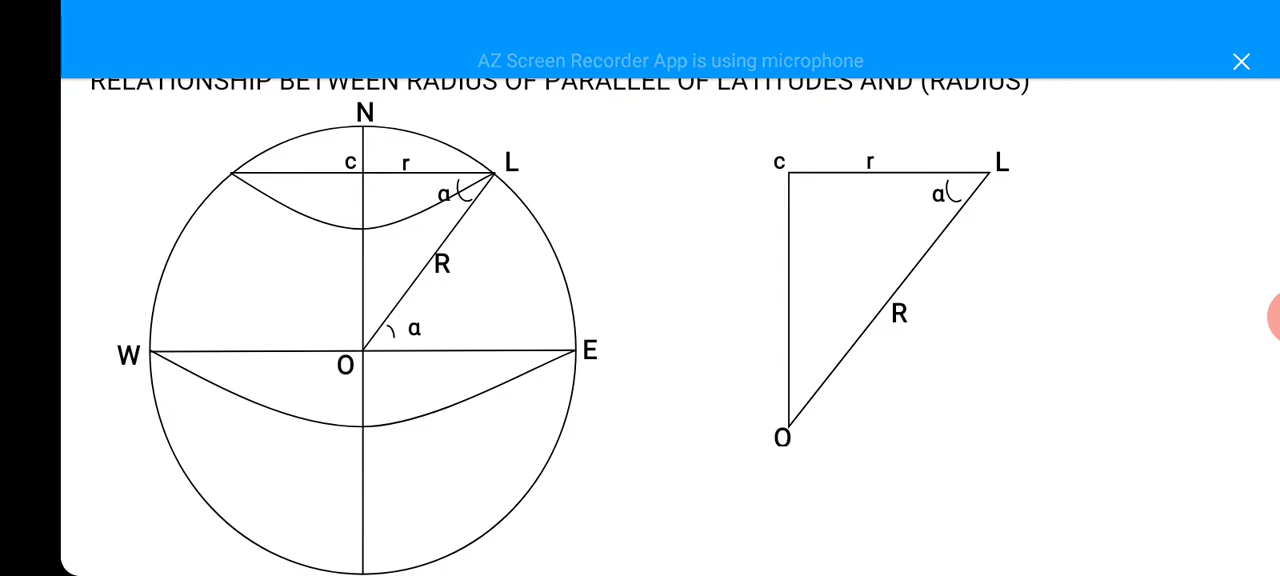 AZ Screen Recorder App is using microphone
RELATIONSHIP BETWEEN RADIUS OF PARALLEL OF LATITUDES AND (RADIUS)
N
c r L
α
R
α
W O E
c r L
α
R
O